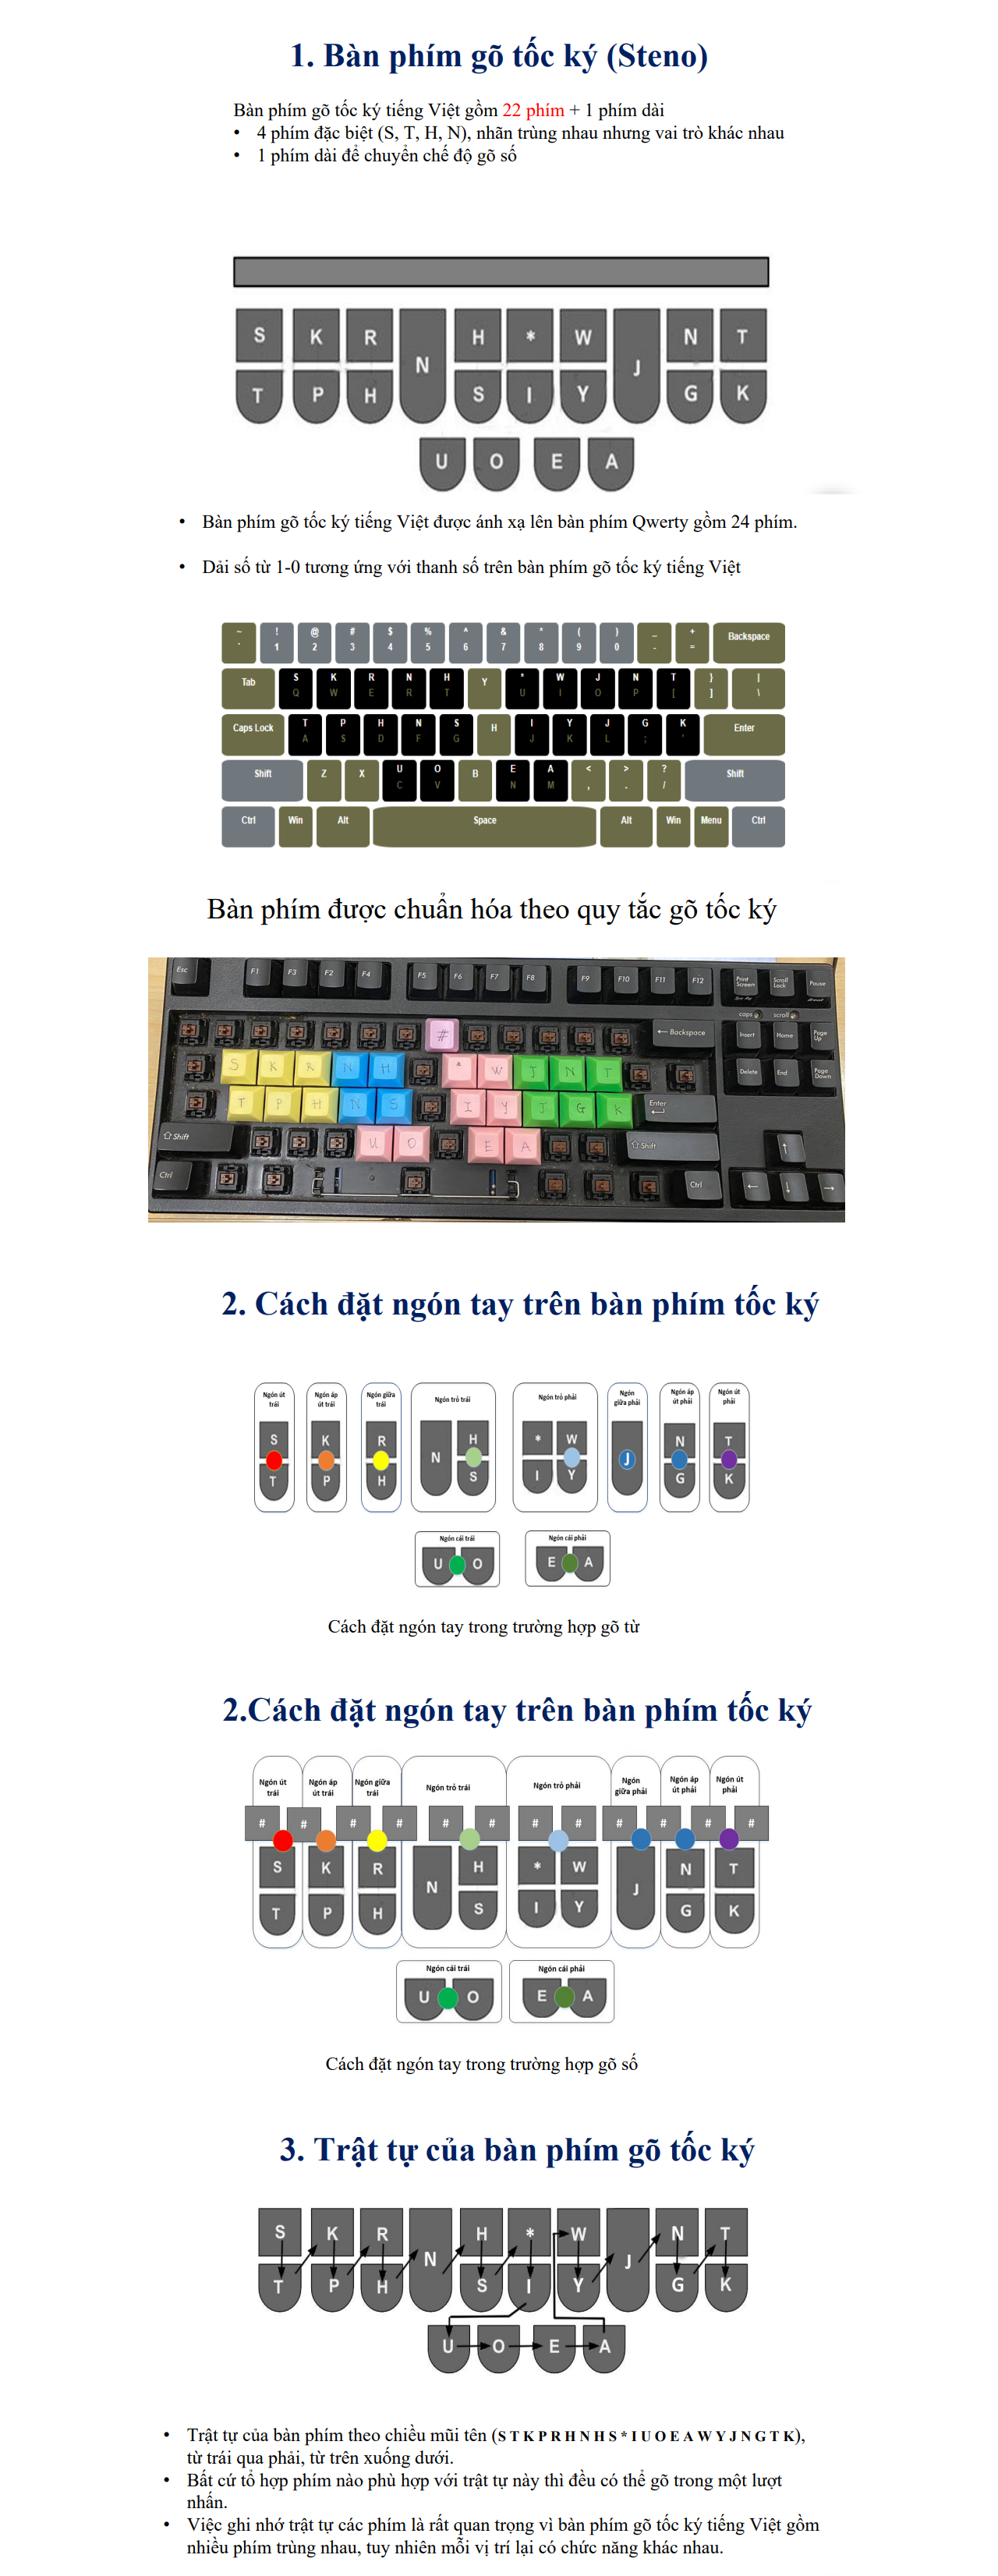 1. Bàn phím gõ tốc ký (Steno)
Bàn phím gõ tốc ký tiếng Việt gồm 22 phím + 1 phím dài
• 4 phím đặc biệt (S, T, H, N), nhãn trùng nhau nhưng vai trò khác nhau
• 1 phím dài để chuyển chế độ gõ số
S K R N H * W J N T
T P H S I Y G K
U O E A
• Bàn phím gõ tốc ký tiếng Việt được ánh xạ lên bàn phím Qwerty gồm 24 phím.
• Dải số từ 1-0 tương ứng với thanh số trên bàn phím gõ tốc ký tiếng Việt
~ ! @ # $ % ^ & * ( ) _ + Backspace
` 1 2 3 4 5 6 7 8 9 0 - =
Tab S K R N H Y * W J N T } |
Q W E R T U I O P [ ] \
Caps Lock T P H N S H I Y J G K Enter
A S D F G J K L ; '
Shift Z X U O B E A < > ? Shift
C V N M , . /
Ctrl Win Alt Space Alt Win Menu Ctrl
Bàn phím được chuẩn hóa theo quy tắc gõ tốc ký
Esc F1 F3 F2 F4 F5 F6 F7 F8 F9 F10 F11 F12 Print Screen Scroll Lock Pause
caps scroll
# ← Backspace Insert Home Page Up
S K R N H * W J N T Delete End Page Down
T P H N S I Y J G K Enter
⇧ Shift U O E A ⇧ Shift ↑
Ctrl Ctrl ← ↓ →
2. Cách đặt ngón tay trên bàn phím tốc ký
Ngón út trái Ngón áp út trái Ngón giữa trái Ngón trỏ trái Ngón trỏ phải Ngón giữa phải Ngón áp út phải Ngón út phải
S K R N H * W J N T
T P H S I Y G K
Ngón cái trái Ngón cái phải
U O E A
Cách đặt ngón tay trong trường hợp gõ từ
2.Cách đặt ngón tay trên bàn phím tốc ký
Ngón út trái Ngón áp út trái Ngón giữa trái Ngón trỏ trái Ngón trỏ phải Ngón giữa phải Ngón áp út phải Ngón út phải
# # # # # # # # # # # #
S K R N H * W J N T
T P H S I Y G K
Ngón cái trái Ngón cái phải
U O E A
Cách đặt ngón tay trong trường hợp gõ số
3. Trật tự của bàn phím gõ tốc ký
S K R N H * W J N T
T P H S I Y G K
U O E A
• Trật tự của bàn phím theo chiều mũi tên (S T K P R H N H S * I U O E A W Y J N G T K),
từ trái qua phải, từ trên xuống dưới.
• Bất cứ tổ hợp phím nào phù hợp với trật tự này thì đều có thể gõ trong một lượt
nhấn.
• Việc ghi nhớ trật tự các phím là rất quan trọng vì bàn phím gõ tốc ký tiếng Việt gồm
nhiều phím trùng nhau, tuy nhiên mỗi vị trí lại có chức năng khác nhau.